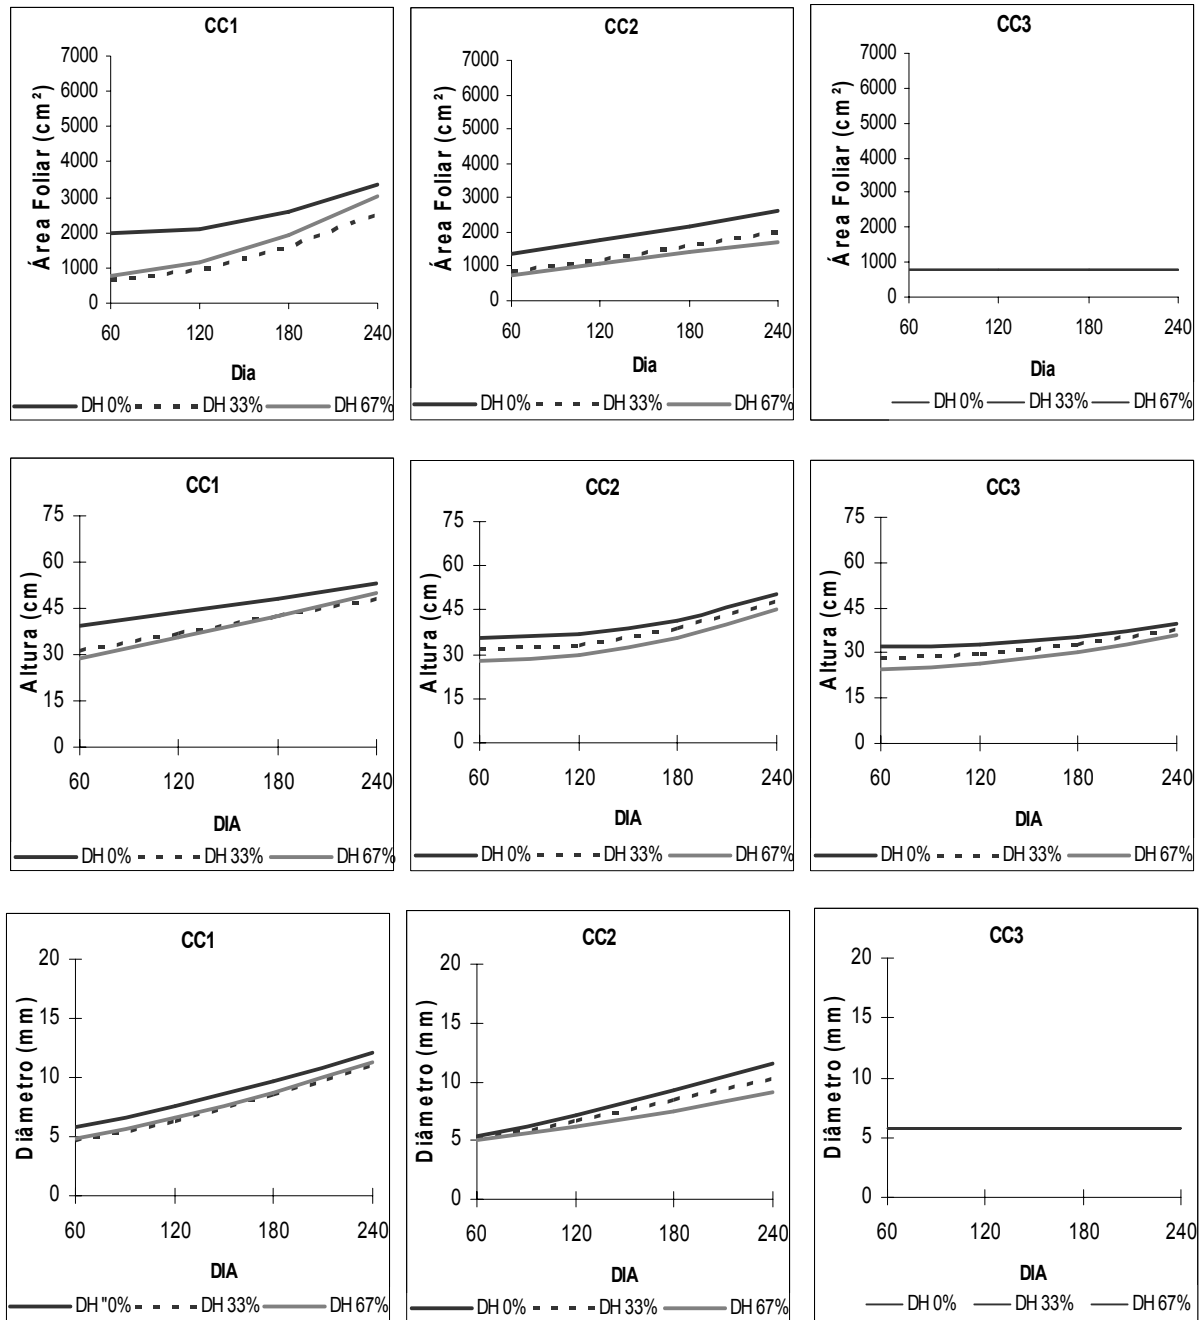 CC1
7000
6000
5000
4000
3000
2000
1000
0
60 120 180 240
Área Foliar (cm²)
Dia
DH 0% DH 33% DH 67%
CC2
7000
6000
5000
4000
3000
2000
1000
0
60 120 180 240
Área Foliar (cm²)
Dia
DH 0% DH 33% DH 67%
CC3
7000
6000
5000
4000
3000
2000
1000
0
60 120 180 240
Área Foliar (cm²)
Dia
DH 0% DH 33% DH 67%
CC1
75
60
45
30
15
0
60 120 180 240
Altura (cm)
DIA
DH 0% DH 33% DH 67%
CC2
75
60
45
30
15
0
60 120 180 240
Altura (cm)
DIA
DH 0% DH 33% DH 67%
CC3
75
60
45
30
15
0
60 120 180 240
Altura (cm)
DIA
DH 0% DH 33% DH 67%
CC1
20
15
10
5
0
60 120 180 240
Diâmetro (mm)
DIA
DH "0% DH 33% DH 67%
CC2
20
15
10
5
0
60 120 180 240
Diâmetro (mm)
DIA
DH 0% DH 33% DH 67%
CC3
20
15
10
5
0
60 120 180 240
Diâmetro (mm)
DIA
DH 0% DH 33% DH 67%